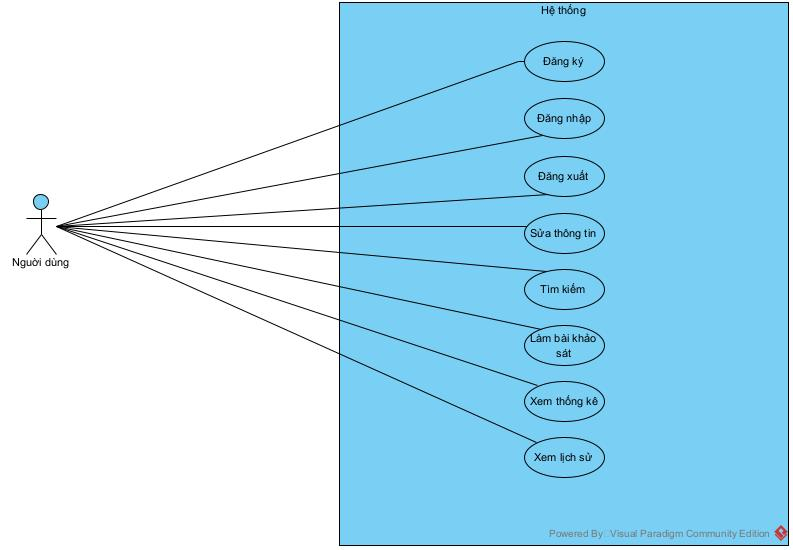 Hệ thống
Đăng ký
Đăng nhập
Đăng xuất
Sửa thông tin
Tìm kiếm
Làm bài khảo
sát
Xem thống kê
Xem lịch sử
Người dùng
Powered By Visual Paradigm Community Edition